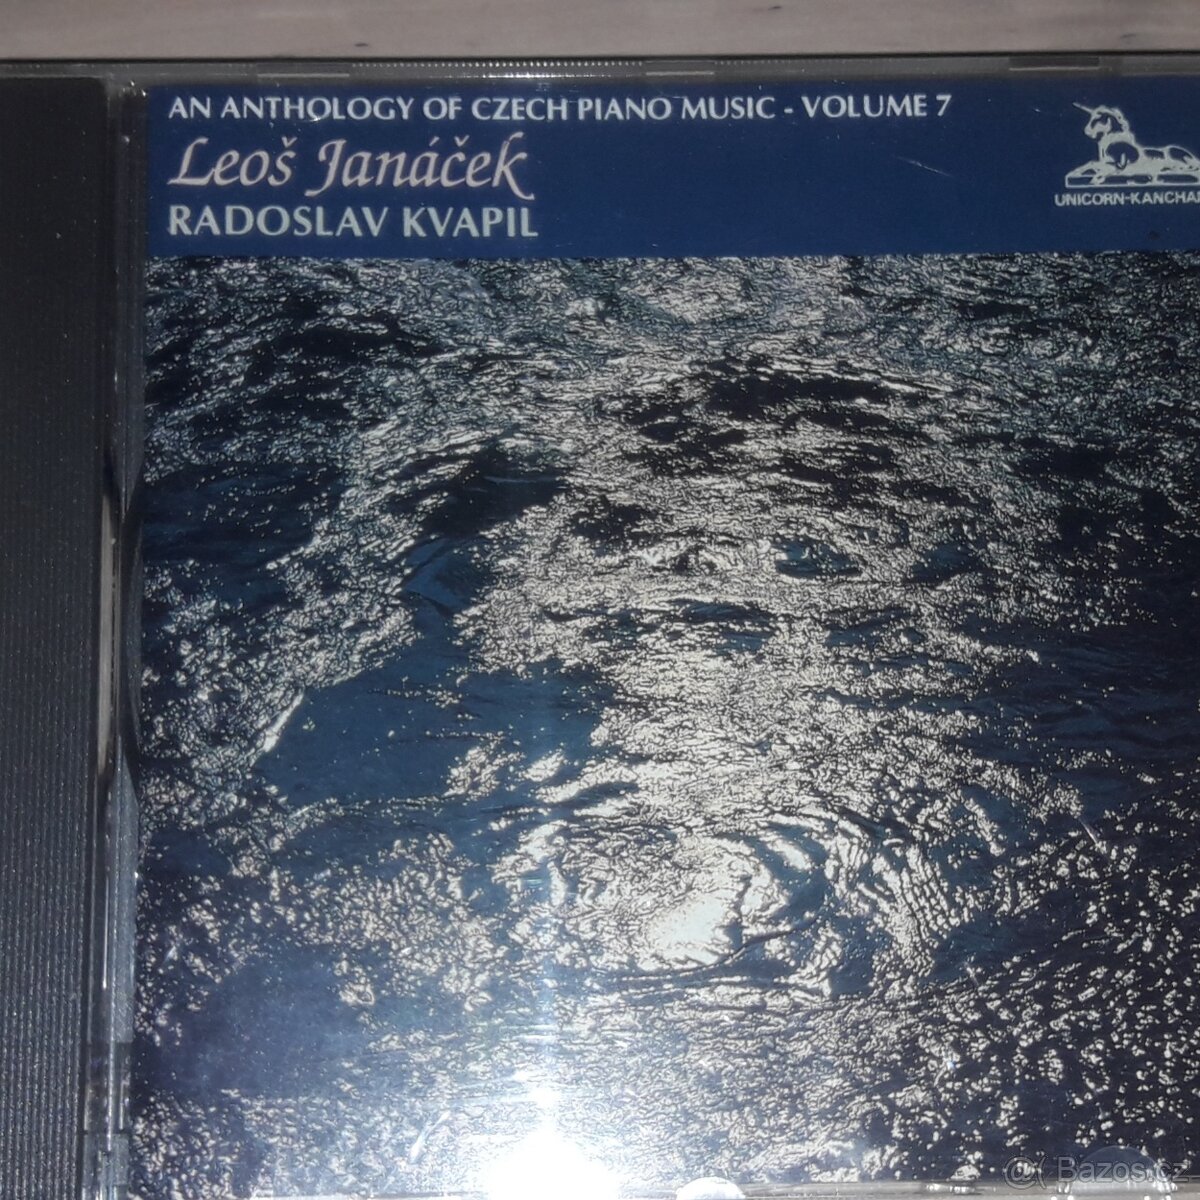 AN ANTHOLOGY OF CZECH PIANO MUSIC - VOLUME 7
Leoš Janáček
RADOSLAV KVAPIL
UNICORN-KANCHA
Bazos.cz